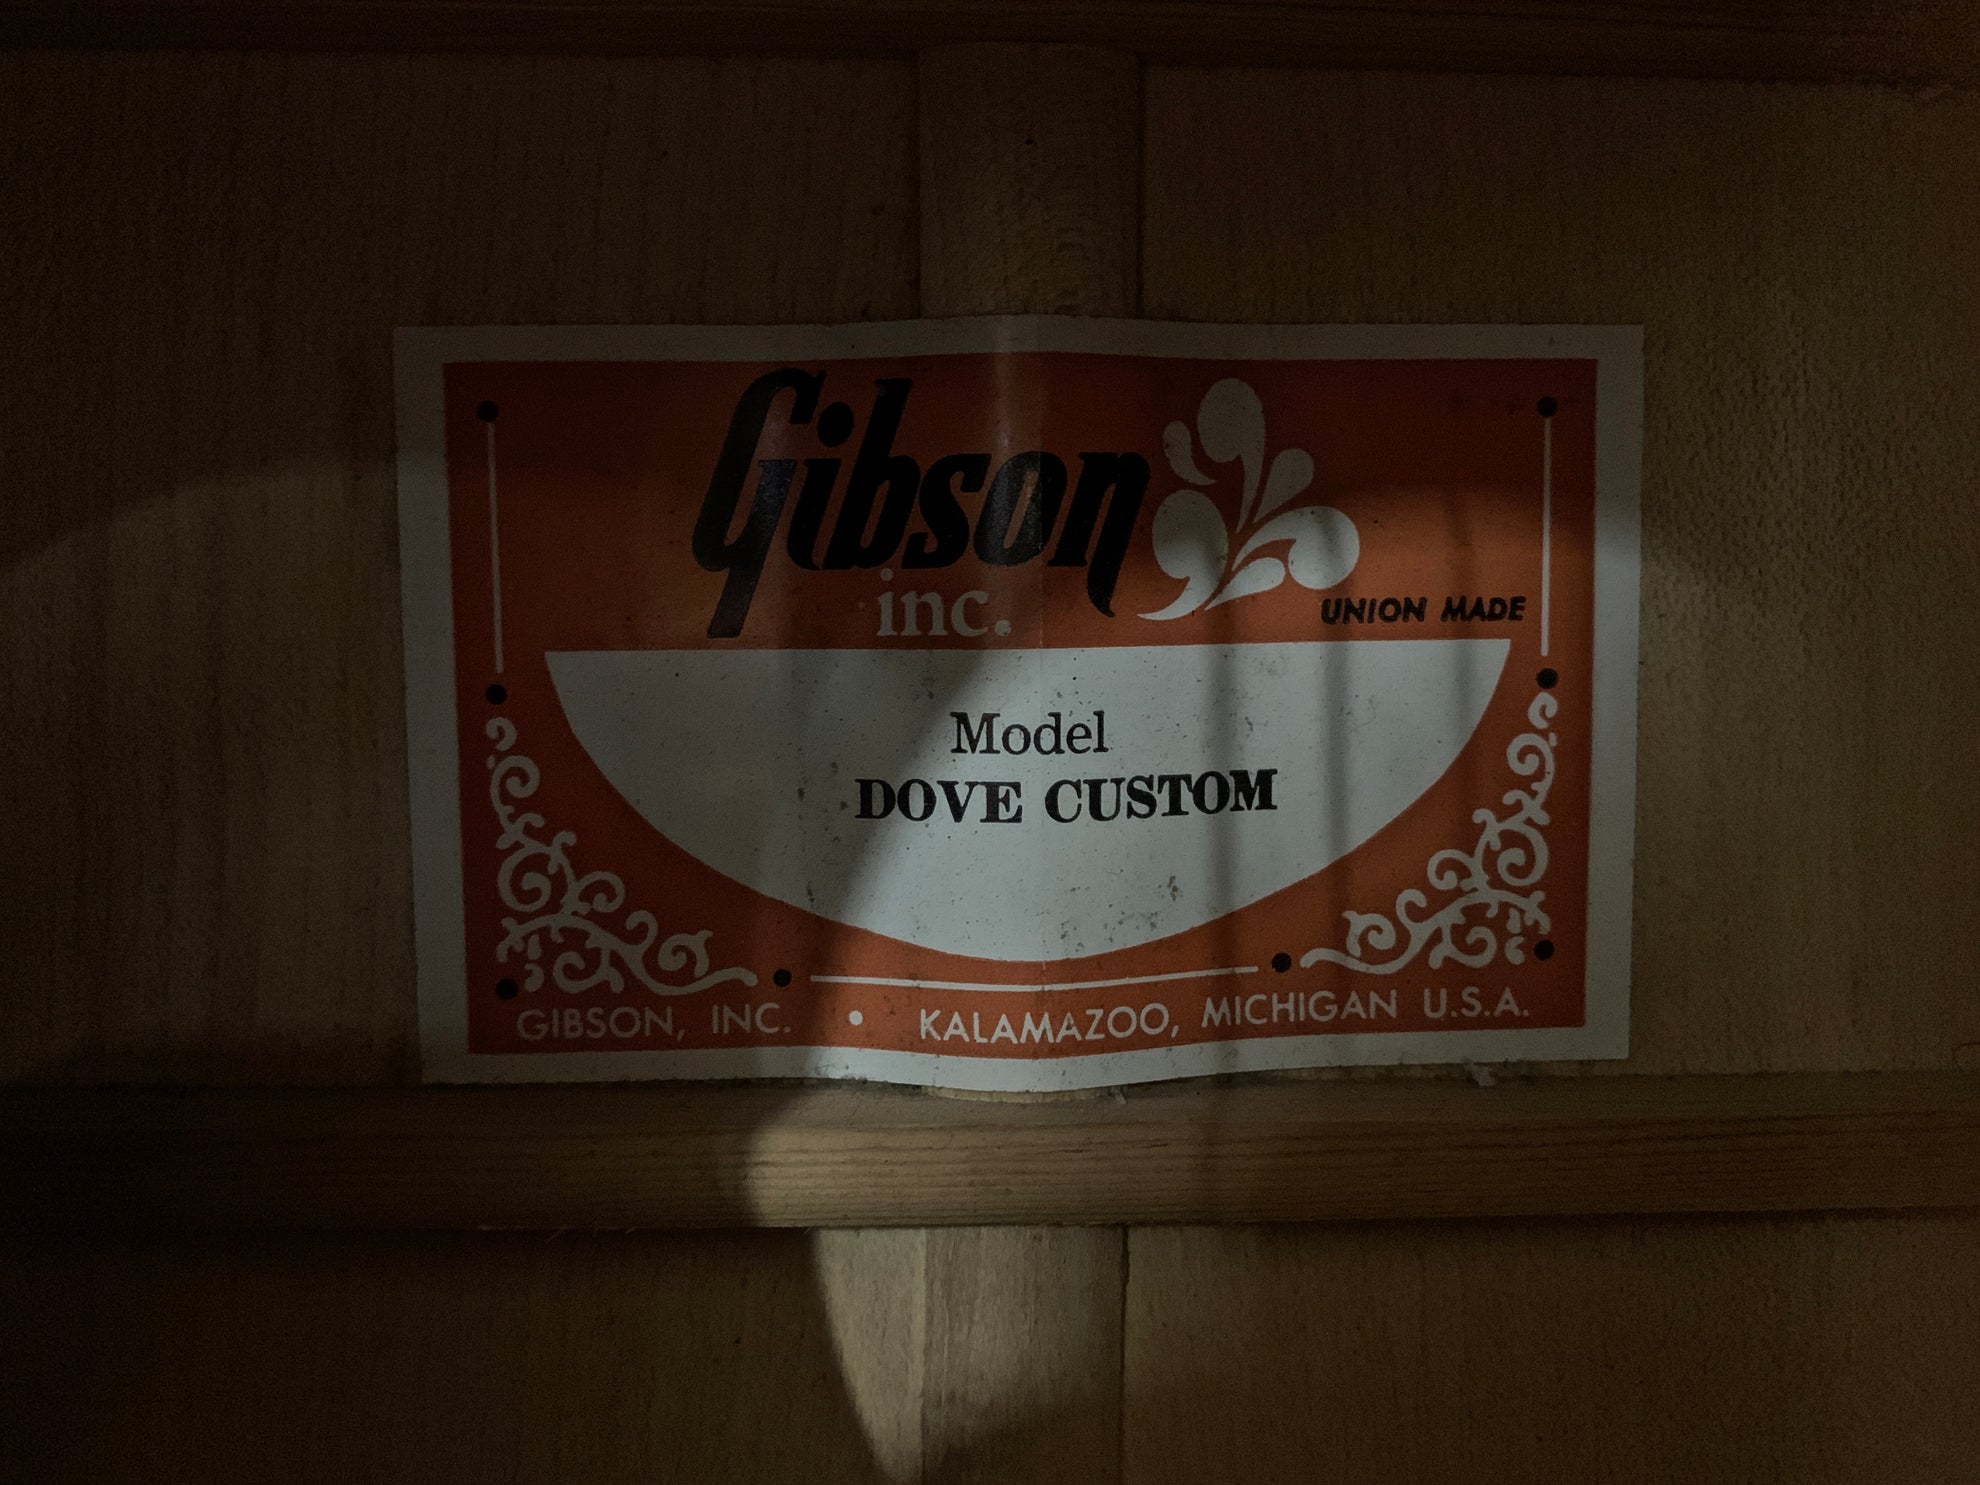 Gibson
inc.
UNION MADE
Model
DOVE CUSTOM
GIBSON, INC. • KALAMAZOO, MICHIGAN U.S.A.